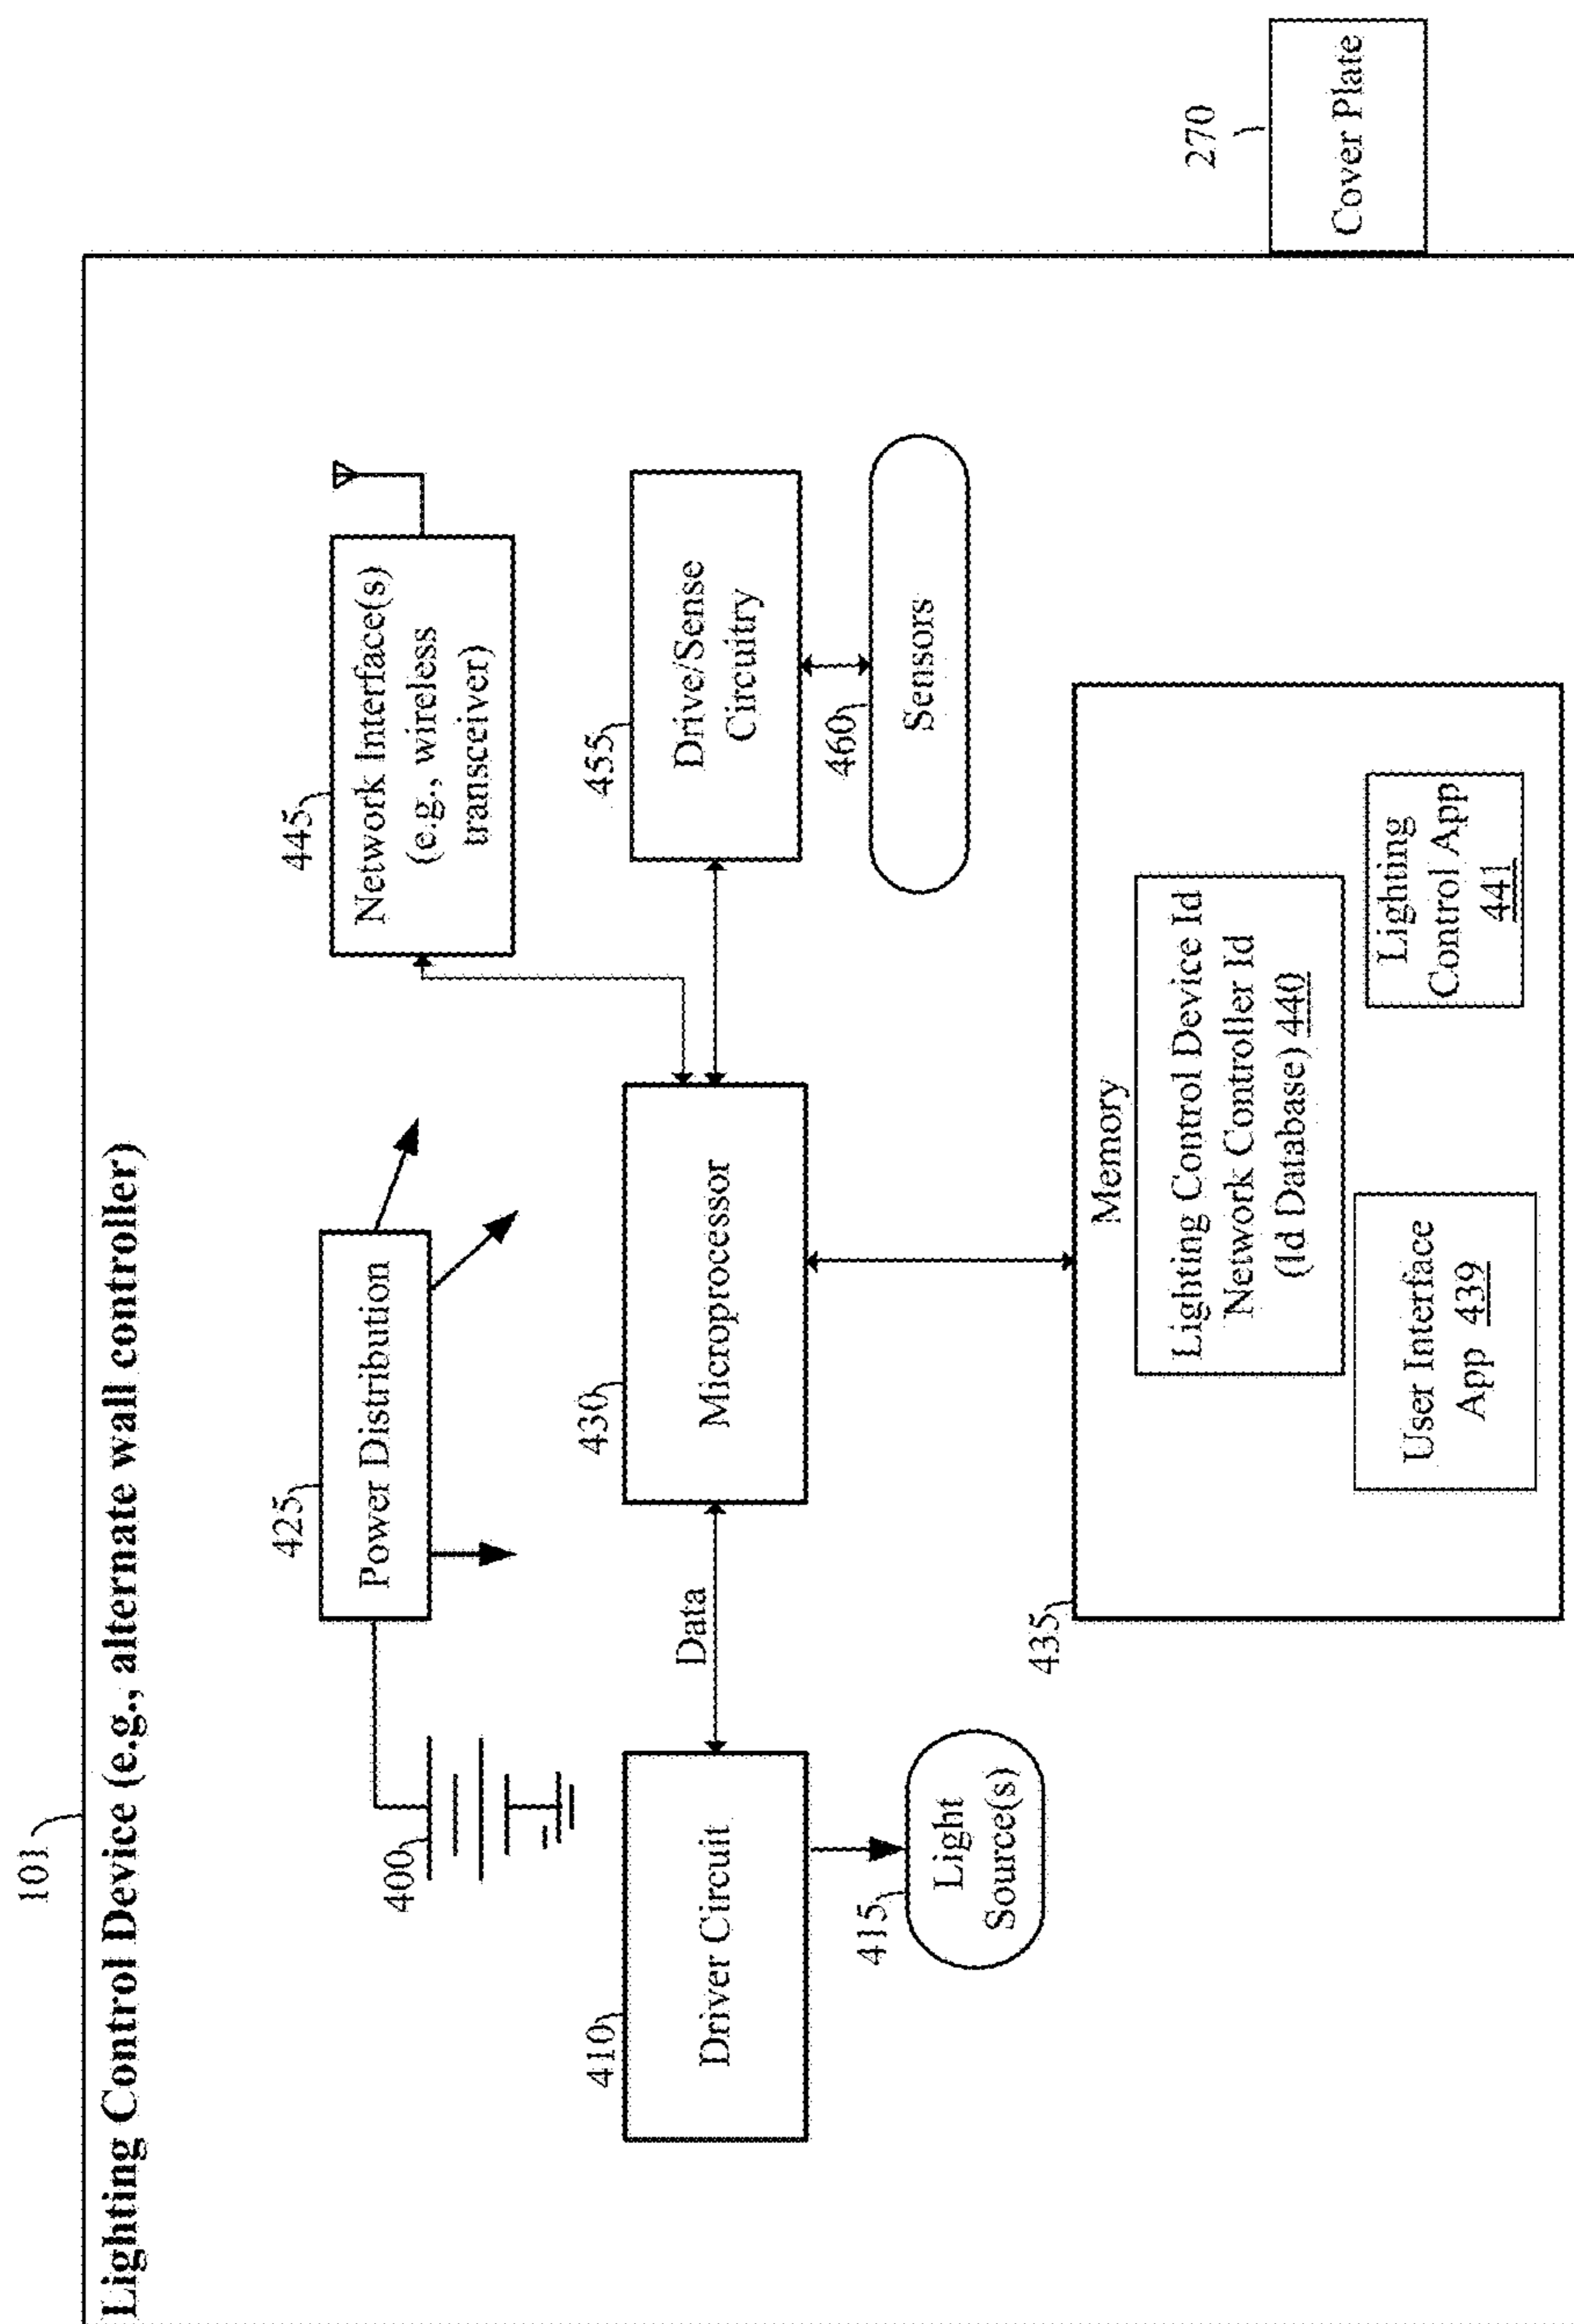 101
Lighting Control Device (e.g., alternate wall controller)
400
425
Power Distribution
445
Network Interface(s)
(e.g., wireless
transceiver)
410
Driver Circuit
Data
430
Microprocessor
455
Drive/Sense
Circuitry
415
Light
Source(s)
460
Sensors
435
Memory
Lighting Control Device Id
Network Controller Id
(Id Database) 440
User Interface
App 439
Lighting
Control App
441
270
Cover Plate